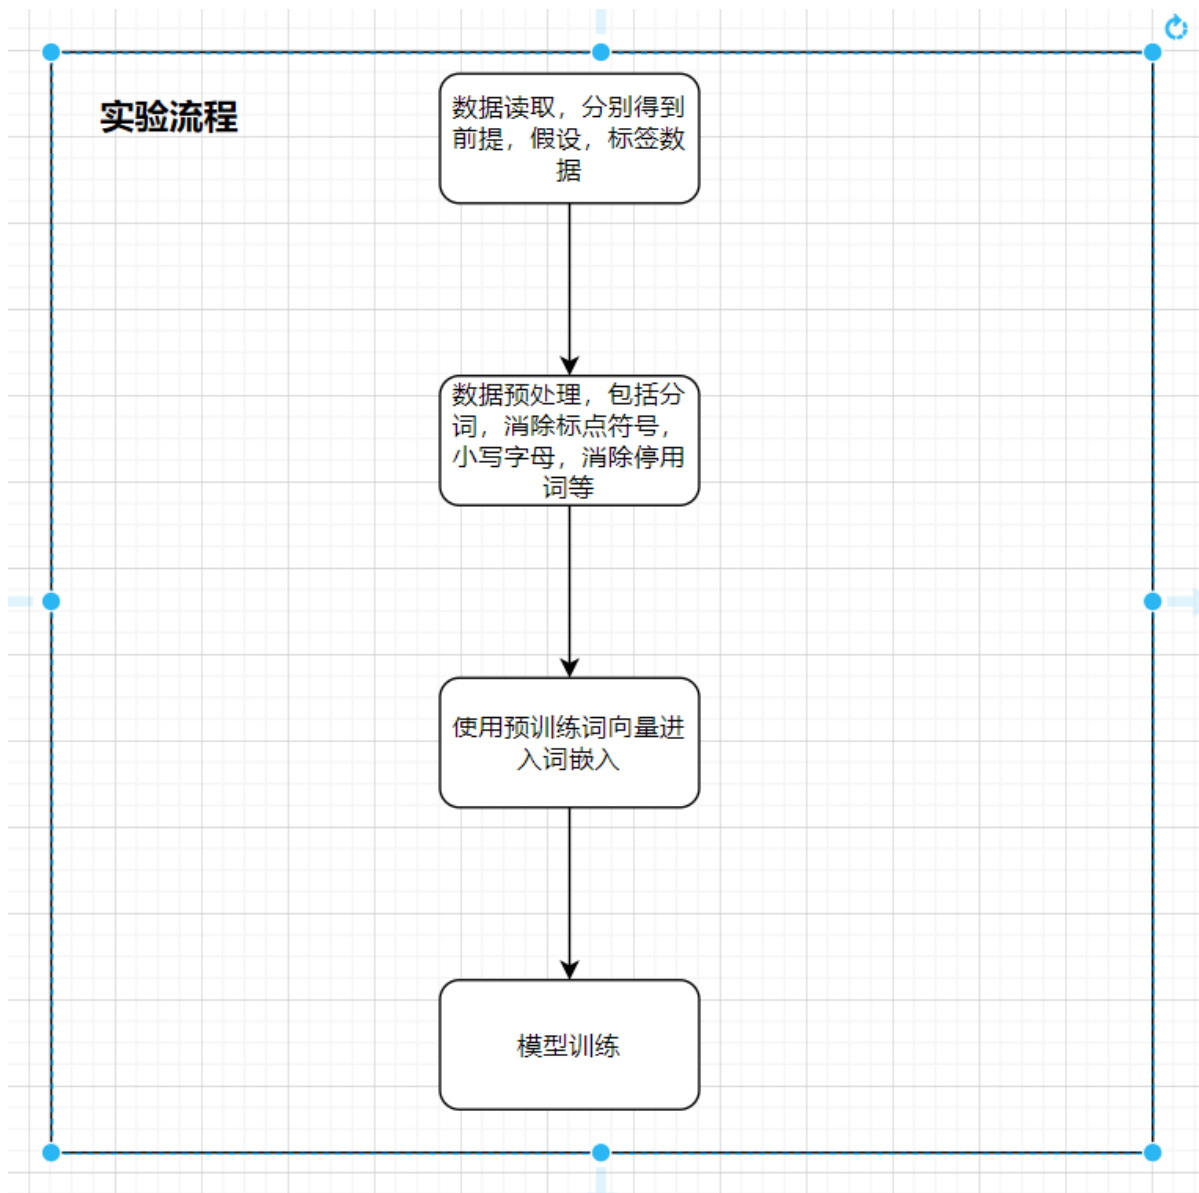 实验流程
数据读取，分别得到
前提，假设，标签数
据
数据预处理，包括分
词，消除标点符号，
小写字母，消除停用
词等
使用预训练词向量进
入词嵌入
模型训练